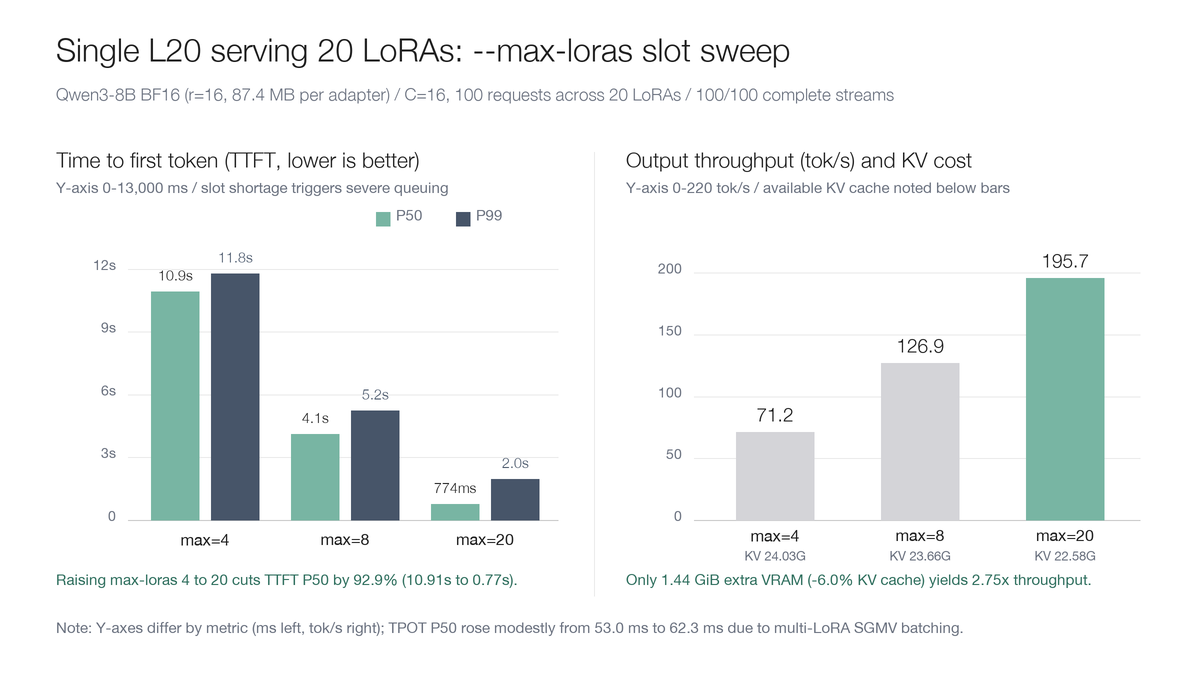 Single L20 serving 20 LoRAs: --max-loras slot sweep
Qwen3-8B BF16 (r=16, 87.4 MB per adapter) / C=16, 100 requests across 20 LoRAs / 100/100 complete streams
Time to first token (TTFT, lower is better)
Y-axis 0-13,000 ms / slot shortage triggers severe queuing
P50 P99
12s
9s
6s
3s
0
10.9s
11.8s
4.1s
5.2s
774ms
2.0s
max=4 max=8 max=20
Raising max-loras 4 to 20 cuts TTFT P50 by 92.9% (10.91s to 0.77s).
Output throughput (tok/s) and KV cost
Y-axis 0-220 tok/s / available KV cache noted below bars
200
150
100
50
0
71.2
126.9
195.7
max=4 max=8 max=20
KV 24.03G KV 23.66G KV 22.58G
Only 1.44 GiB extra VRAM (-6.0% KV cache) yields 2.75x throughput.
Note: Y-axes differ by metric (ms left, tok/s right); TPOT P50 rose modestly from 53.0 ms to 62.3 ms due to multi-LoRA SGMV batching.